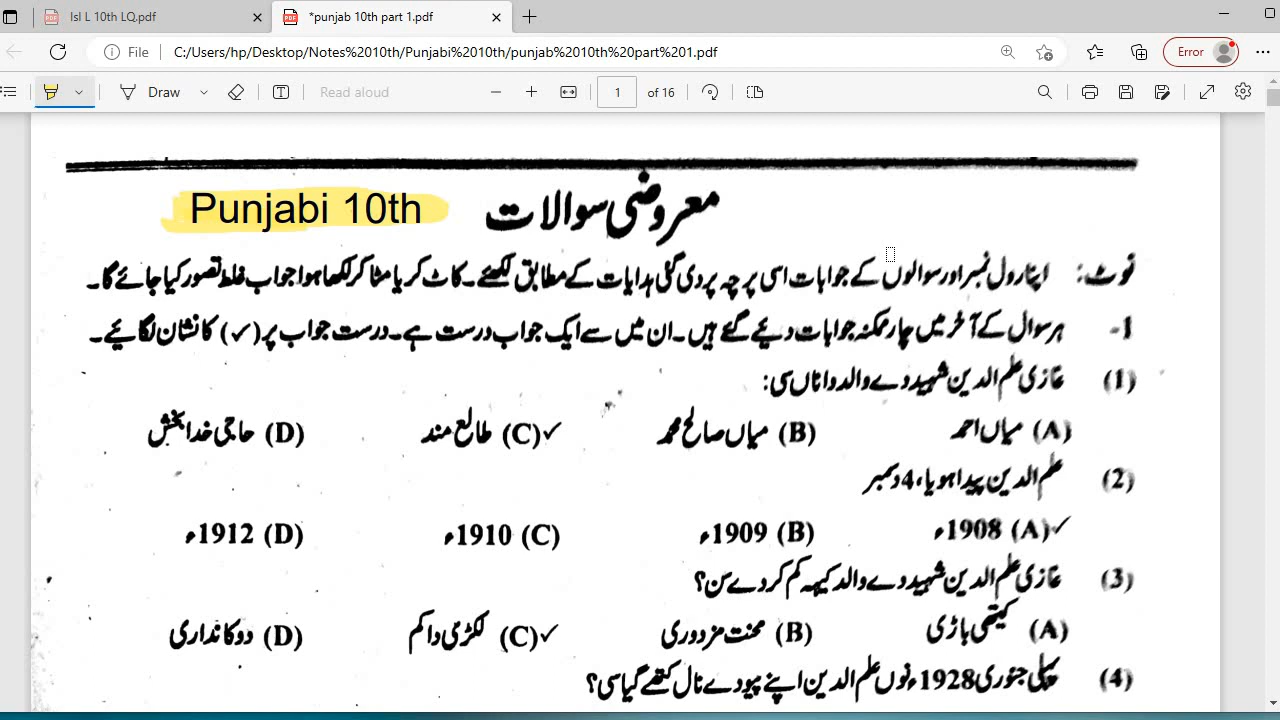 Isl L 10th LQ.pdf
*punjab 10th part 1.pdf
File
C:/Users/hp/Desktop/Notes%2010th/Punjabi%2010th/punjab%2010th%20part%201.pdf
Error
Draw
Read aloud
1 of 16
Punjabi 10th معروضی سوالات
نوٹ: اپنا رول نمبر اور سوالوں کے جوابات اسی پرچہ پر دی گئی ہدایات کے مطابق لکھئے۔ کاٹ کر یا مٹا کر لکھا ہوا جواب غلط تصور کیا جائے گا۔
1- ہر سوال کے آخر میں چار ممکنہ جوابات دیئے گئے ہیں۔ ان میں سے ایک جواب درست ہے۔ درست جواب پر (✓) کا نشان لگائیے۔
(1) غازی علم الدین شہید دے والد دا ناں سی:
(A) میاں احمد (B) میاں صالح محمد ✓(C) طالع مند (D) حاجی خدا بخش
(2) علم الدین پیدا ہویا، 4 دسمبر
✓(A) 1908ء (B) 1909ء (C) 1910ء (D) 1912ء
(3) غازی علم الدین شہید دے والد کیہہ کم کر دے سن؟
(A) کھیتی باڑی (B) محنت مزدوری ✓(C) لکڑی دا کم (D) دوکانداری
(4) پہلی جنوری 1928ء نوں علم الدین اپنے پیو دے نال کتھے گیا سی؟